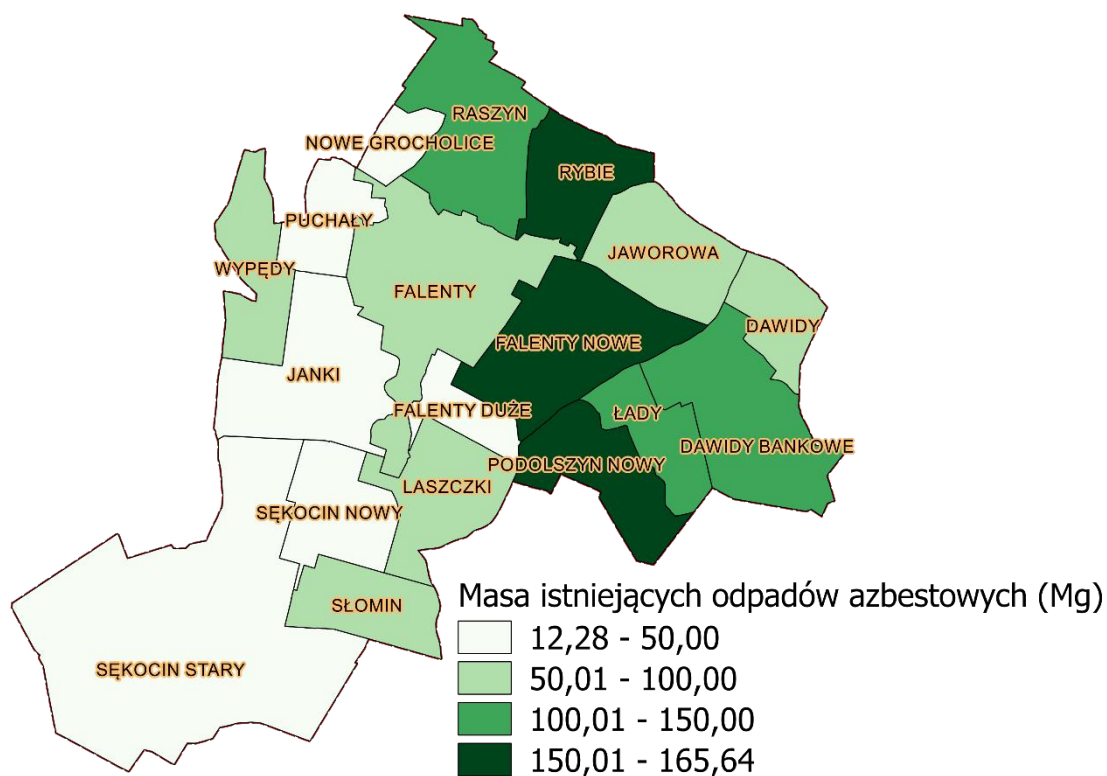 RASZYN
NOWE GROCHOLICE
RYBIE
PUCHAŁY
JAWOROWA
WYPĘDY
FALENTY
DAWIDY
FALENTY NOWE
JANKI
FALENTY DUŻE
ŁADY
DAWIDY BANKOWE
PODOLSZYN NOWY
LASZCZKI
SĘKOCIN NOWY
SŁOMIN
SĘKOCIN STARY
Masa istniejących odpadów azbestowych (Mg)
12,28 - 50,00
50,01 - 100,00
100,01 - 150,00
150,01 - 165,64